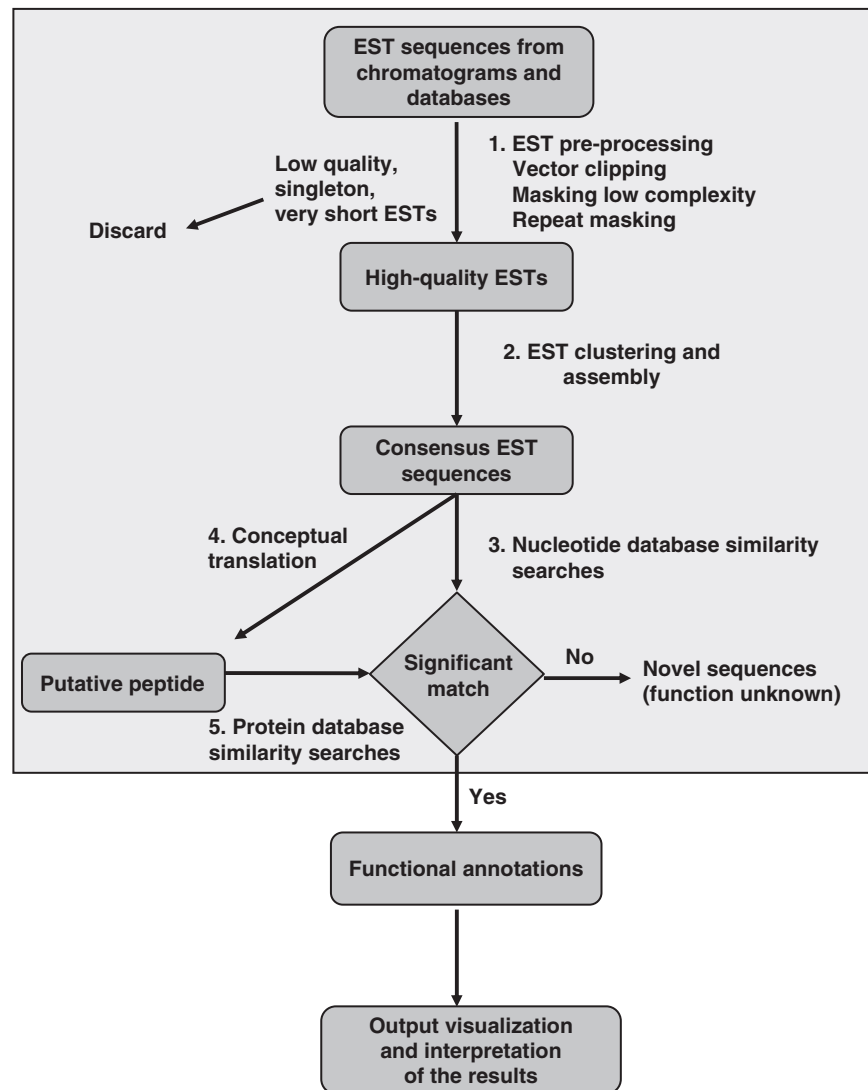 EST sequences from
chromatograms and
databases
1. EST pre-processing
Vector clipping
Masking low complexity
Repeat masking
Low quality,
singleton,
very short ESTs
Discard
High-quality ESTs
2. EST clustering and
assembly
Consensus EST
sequences
4. Conceptual
translation
3. Nucleotide database similarity
searches
Putative peptide
Significant
match
No
Novel sequences
(function unknown)
5. Protein database
similarity searches
Yes
Functional annotations
Output visualization
and interpretation
of the results